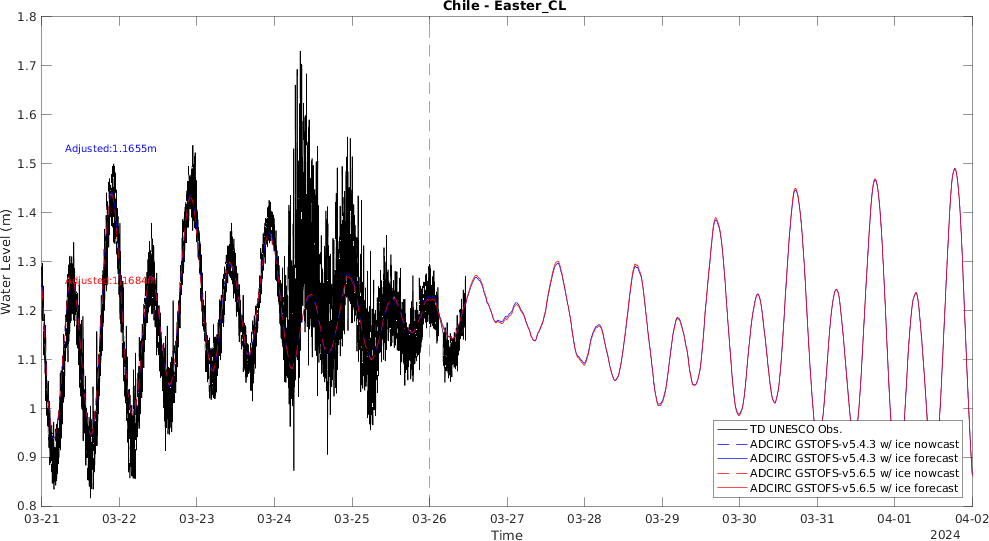 Chile - Easter_CL
1.8
1.7
1.6
1.5
1.4
1.3
1.2
1.1
1
0.9
0.8
Water Level (m)
Adjusted:1.1655m
Adjusted:1.1684m
TD UNESCO Obs.
ADCIRC GSTOFS-v5.4.3 w/ ice nowcast
ADCIRC GSTOFS-v5.4.3 w/ ice forecast
ADCIRC GSTOFS-v5.6.5 w/ ice nowcast
ADCIRC GSTOFS-v5.6.5 w/ ice forecast
03-21 03-22 03-23 03-24 03-25 03-26 03-27 03-28 03-29 03-30 03-31 04-01 04-02
Time
2024